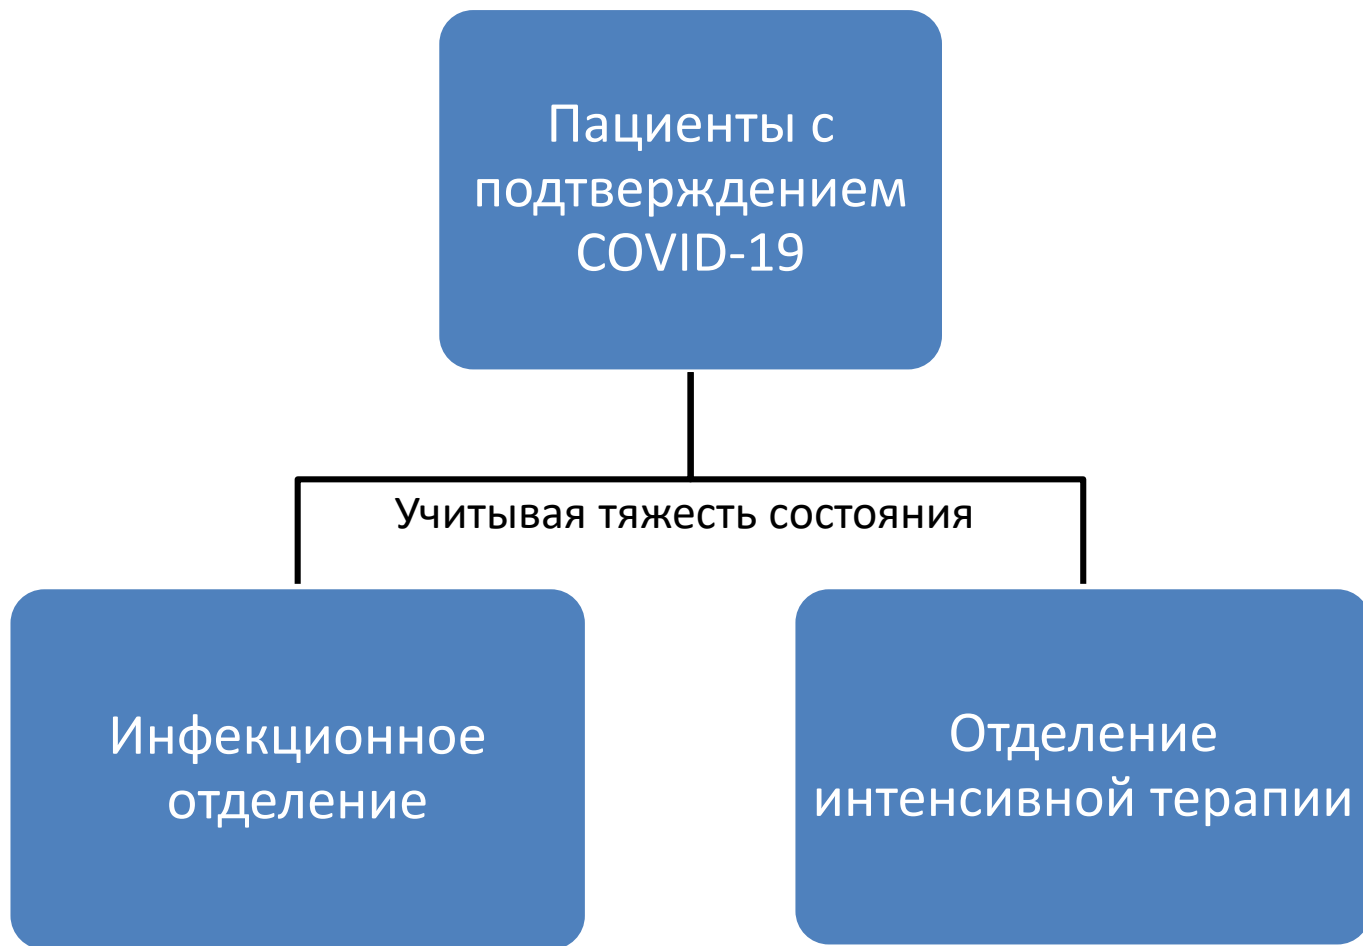 Пациенты с
подтверждением
COVID-19
Учитывая тяжесть состояния
Инфекционное
отделение
Отделение
интенсивной терапии